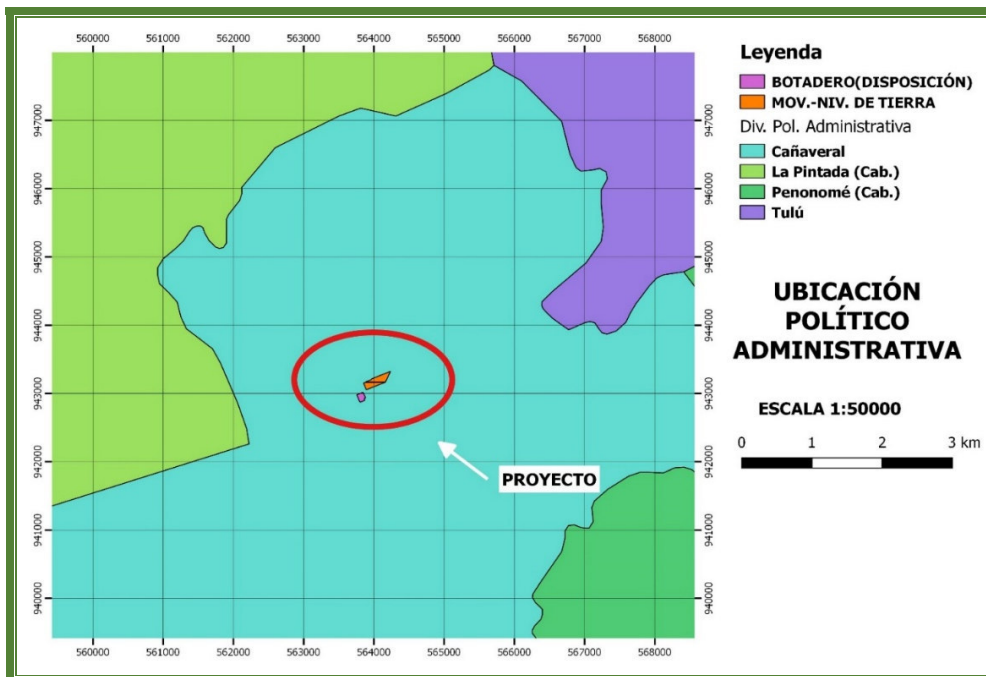 560000 561000 562000 563000 564000 565000 566000 567000 568000
947000 947000
946000 946000
945000 945000
944000 944000
943000 943000
942000 942000
941000 941000
940000 940000
PROYECTO
560000 561000 562000 563000 564000 565000 566000 567000 568000
Leyenda
BOTADERO(DISPOSICIÓN)
MOV.-NIV. DE TIERRA
Div. Pol. Administrativa
Cañaveral
La Pintada (Cab.)
Penonomé (Cab.)
Tulú
UBICACIÓN
POLÍTICO
ADMINISTRATIVA
ESCALA 1:50000
0 1 2 3 km